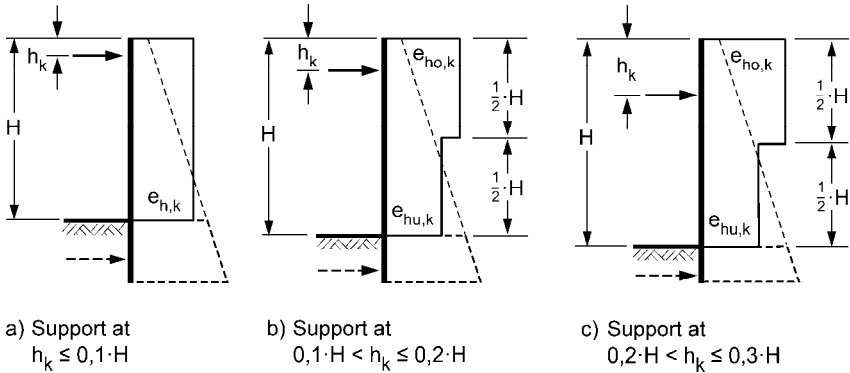 h_k
H
e_h,k
a) Support at
h_k ≤ 0,1·H
h_k
H
e_ho,k
e_hu,k
1/2·H
1/2·H
b) Support at
0,1·H < h_k ≤ 0,2·H
h_k
H
e_ho,k
e_hu,k
1/2·H
1/2·H
c) Support at
0,2·H < h_k ≤ 0,3·H